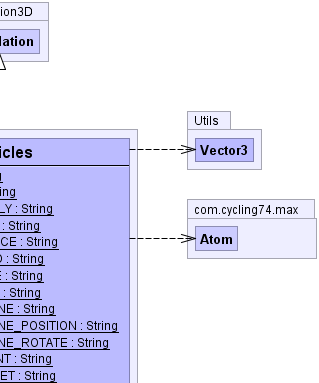 ion3D
lation
Utils
Vector3
icles
ing
LY : String
: String
com.cycling74.max
CE : String
Atom
D : String
E : String
: String
NE : String
NE_POSITION : String
NE_ROTATE : String
NT : String
ET : String